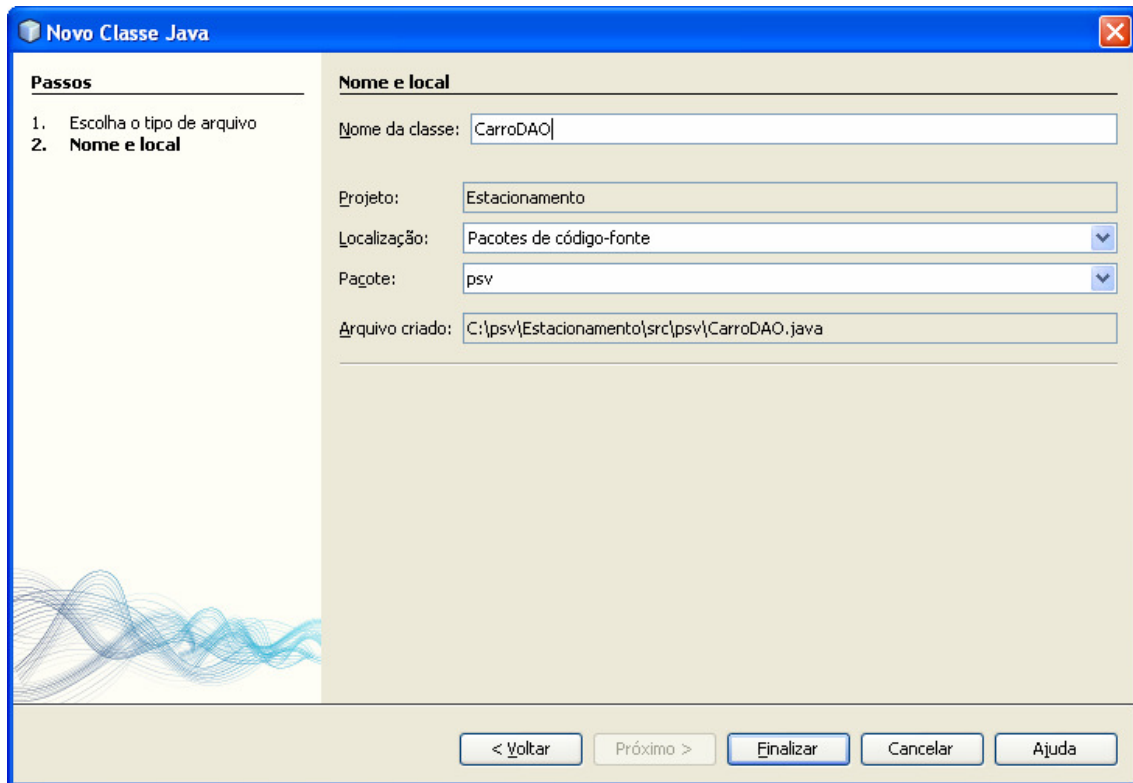 Novo Classe Java
Passos
1. Escolha o tipo de arquivo
2. Nome e local
Nome e local
Nome da classe: CarroDAO
Projeto: Estacionamento
Localização: Pacotes de código-fonte
Pacote: psv
Arquivo criado: C:\psv\Estacionamento\src\psv\CarroDAO.java
< Voltar Próximo > Finalizar Cancelar Ajuda